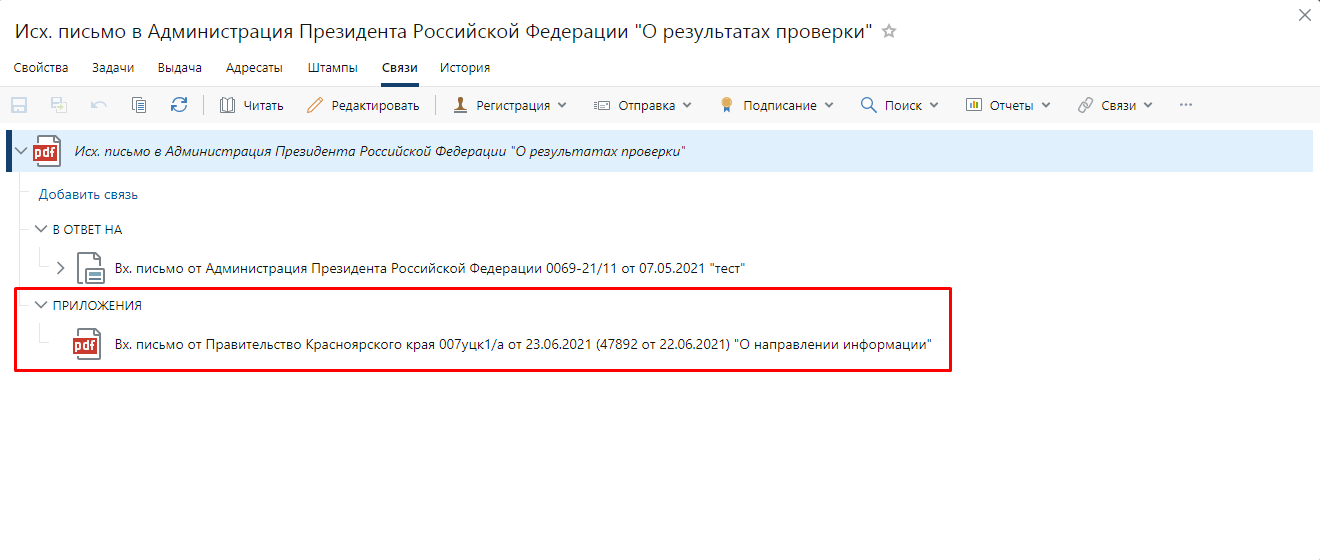 Исх. письмо в Администрация Президента Российской Федерации "О результатах проверки"
Свойства Задачи Выдача Адресаты Штампы Связи История
Читать Редактировать Регистрация Отправка Подписание Поиск Отчеты Связи
pdf Исх. письмо в Администрация Президента Российской Федерации "О результатах проверки"
Добавить связь
В ОТВЕТ НА
Вх. письмо от Администрация Президента Российской Федерации 0069-21/11 от 07.05.2021 "тест"
ПРИЛОЖЕНИЯ
pdf Вх. письмо от Правительство Красноярского края 007уцк1/а от 23.06.2021 (47892 от 22.06.2021) "О направлении информации"